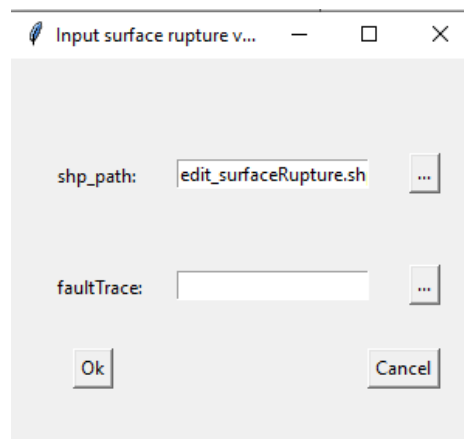 Input surface rupture v...
shp_path: edit_surfaceRupture.sh ...
faultTrace: ...
Ok Cancel